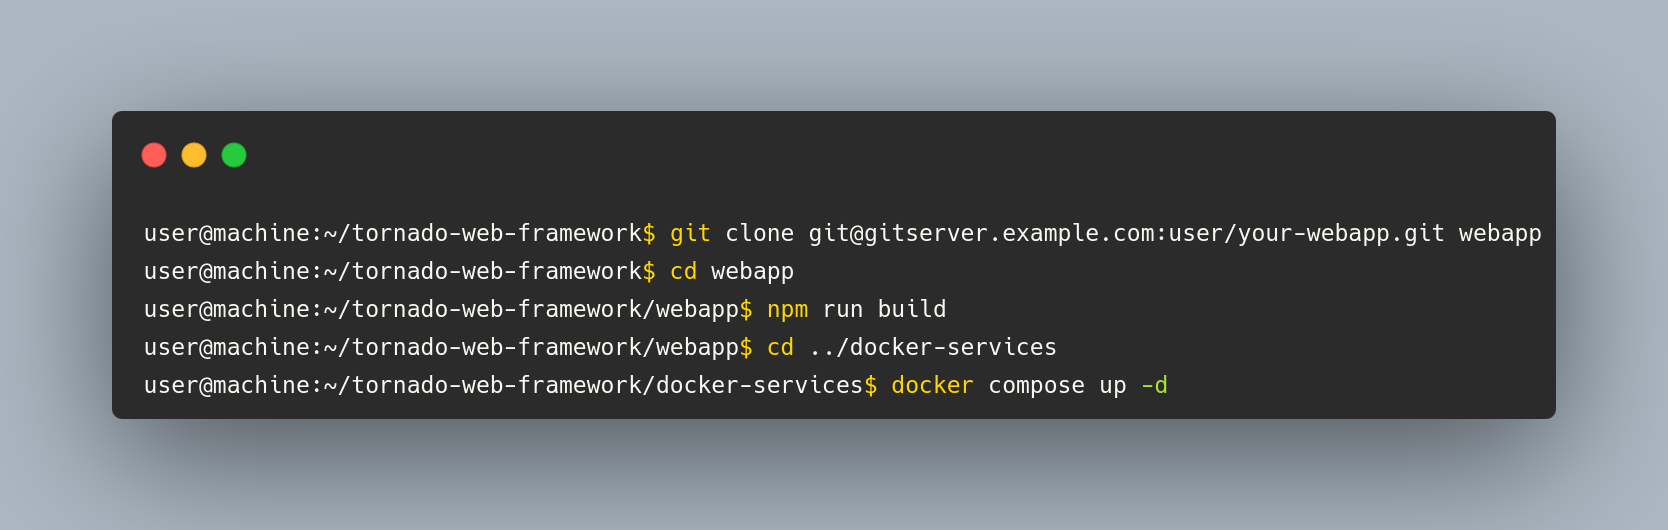 user@machine:~/tornado-web-framework$ git clone git@gitserver.example.com:user/your-webapp.git webapp
user@machine:~/tornado-web-framework$ cd webapp
user@machine:~/tornado-web-framework/webapp$ npm run build
user@machine:~/tornado-web-framework/webapp$ cd ../docker-services
user@machine:~/tornado-web-framework/docker-services$ docker compose up -d